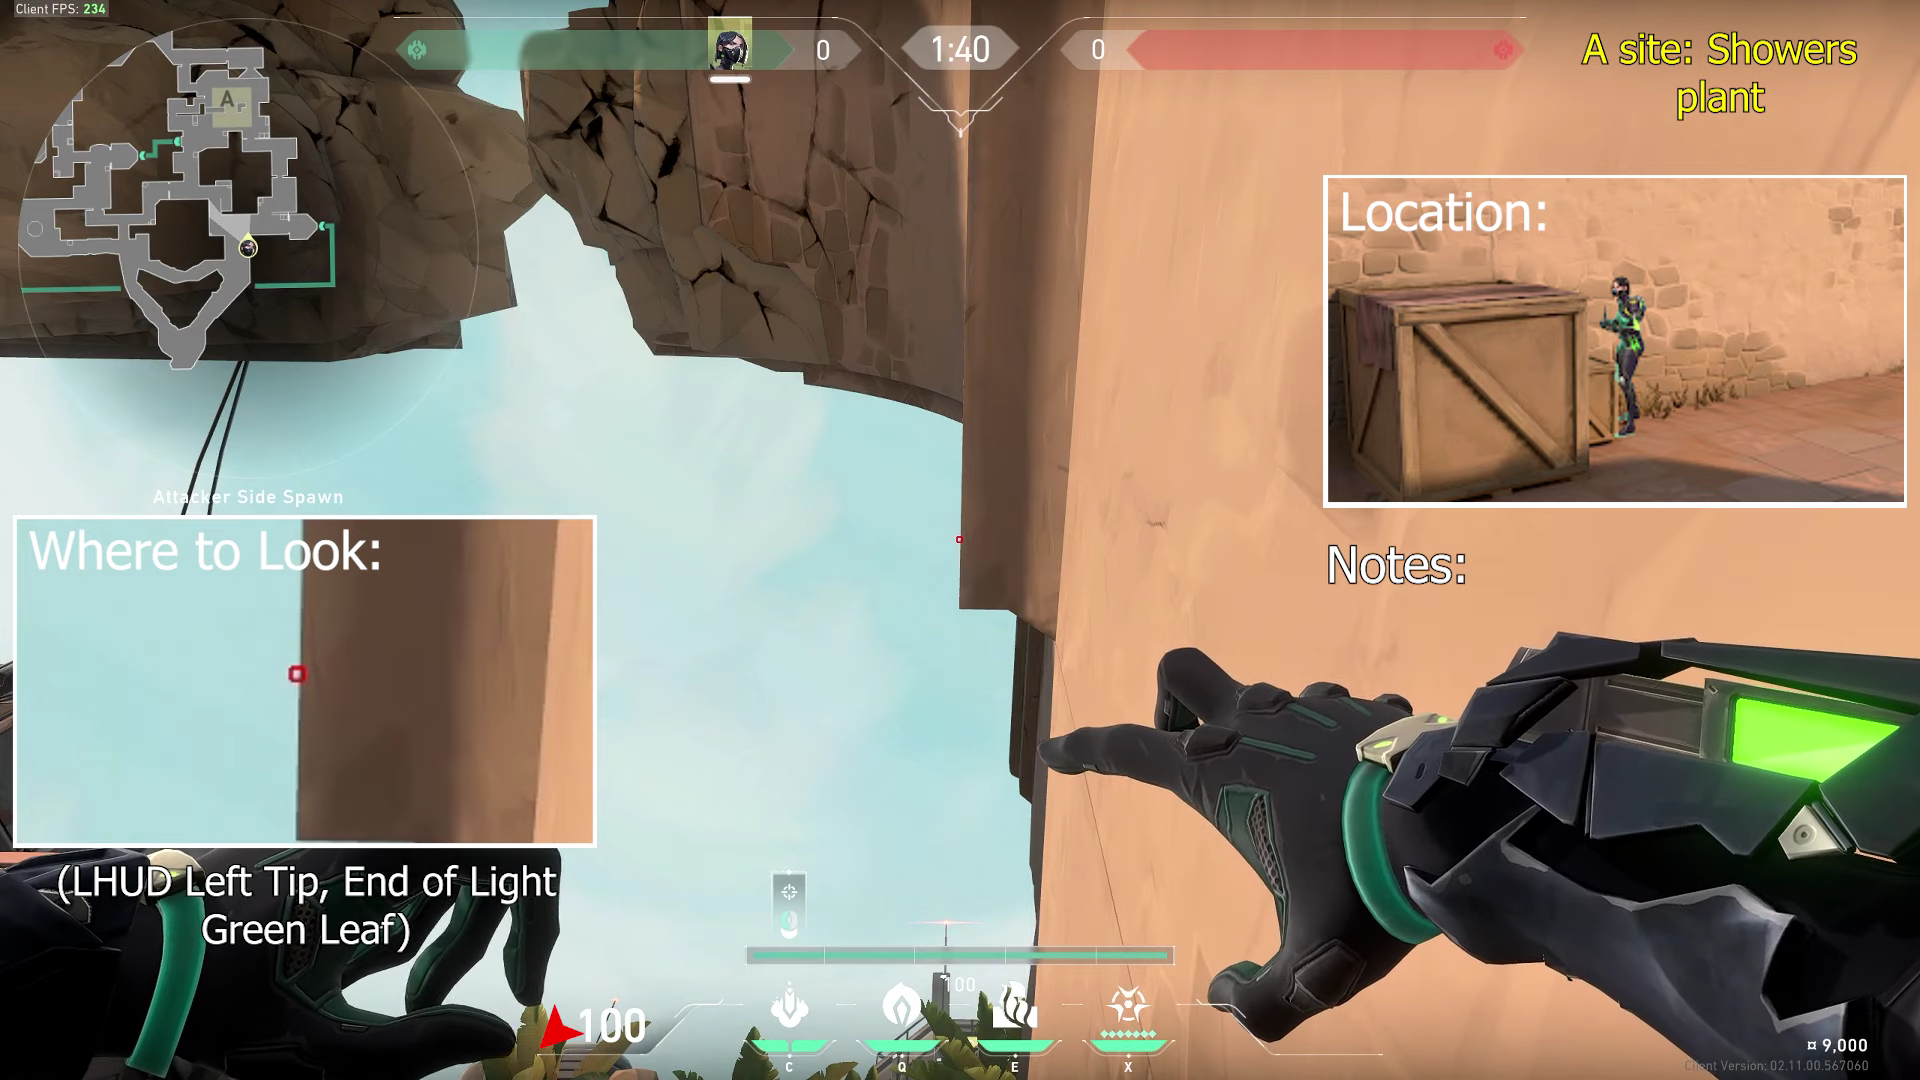 Client FPS: 234
0
1:40
0
A site: Showers
plant
A
Location:
Attacker Side Spawn
Where to Look:
Notes:
(LHUD Left Tip, End of Light
Green Leaf)
100
100
C
Q
E
X
¤ 9,000
Client Version: 02.11.00.567060